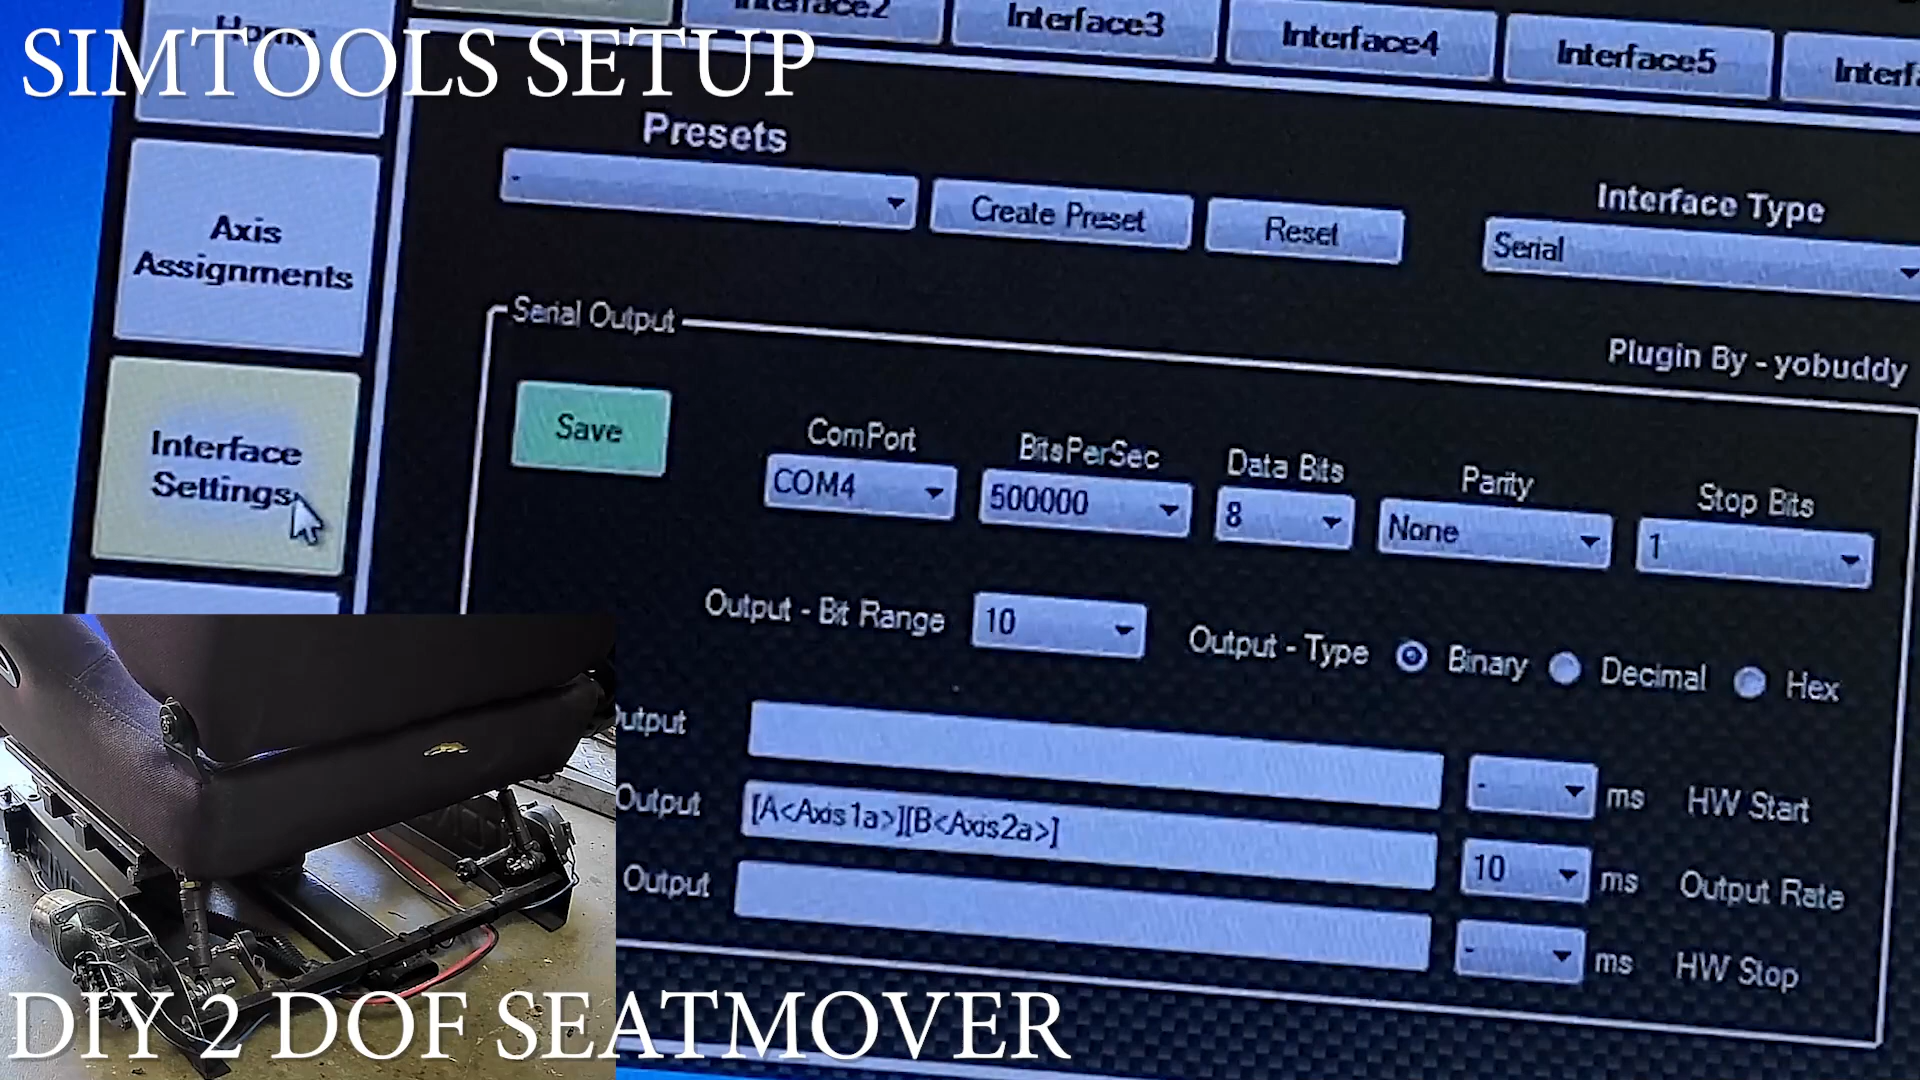 SIMTOOLS SETUP
Home
Interface2
Interface3
Interface4
Interface5
Presets
-
Create Preset
Reset
Interface Type
Serial
Axis
Assignments
Serial Output
Plugin By - yobuddy
Interface
Settings
Save
ComPort
BitsPerSec
Data Bits
Parity
Stop Bits
COM4
500000
8
None
1
Output - Bit Range
10
Output - Type
Binary
Decimal
Hex
Output
-
ms
HW Start
Output
[A<Axis1a>][B<Axis2a>]
10
ms
Output Rate
Output
-
ms
HW Stop
DIY 2 DOF SEATMOVER